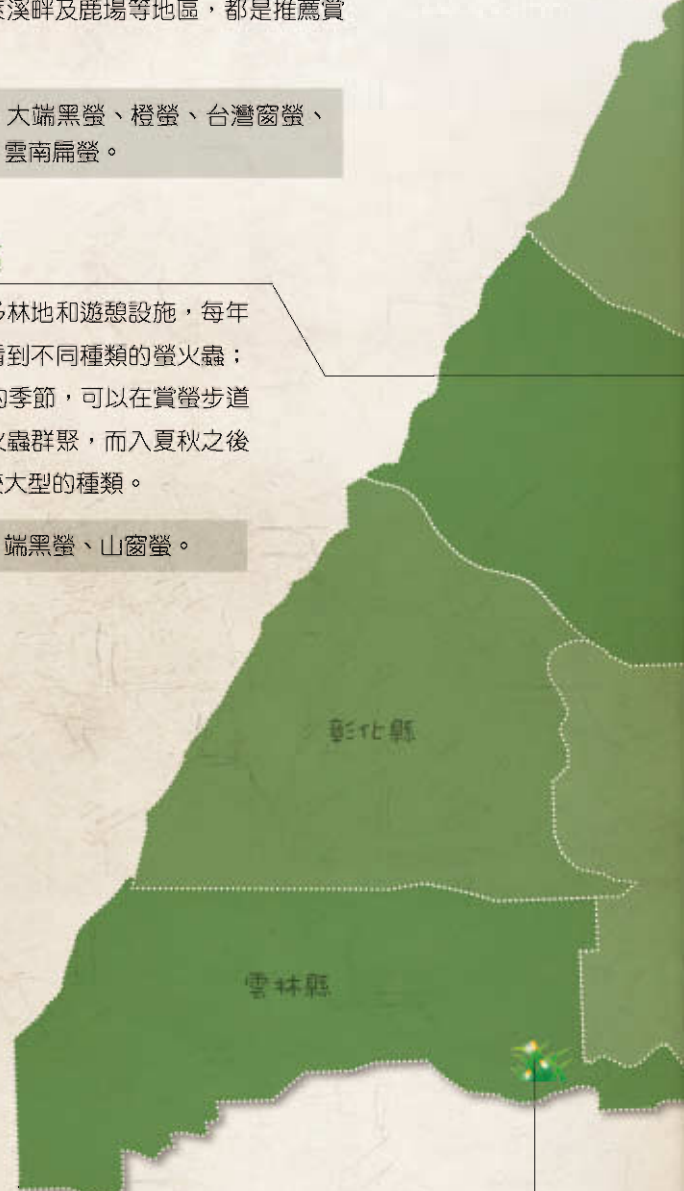 溪畔及鹿場等地區，都是推薦賞
大端黑螢、橙螢、台灣窗螢、
雲南扁螢。
林地和遊憩設施，每年
看到不同種類的螢火蟲；
的季節，可以在賞螢步道
火蟲群聚，而入夏秋之後
大型的種類。
端黑螢、山窗螢。
彰化縣
雲林縣